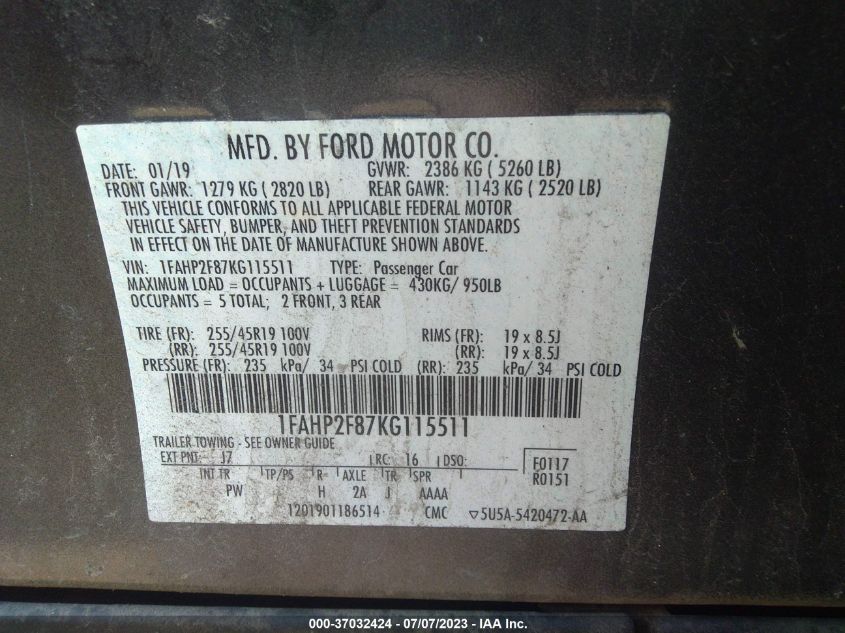 MFD. BY FORD MOTOR CO.
DATE: 01/19 GVWR: 2386 KG ( 5260 LB)
FRONT GAWR: 1279 KG ( 2820 LB) REAR GAWR: 1143 KG ( 2520 LB)
THIS VEHICLE CONFORMS TO ALL APPLICABLE FEDERAL MOTOR
VEHICLE SAFETY, BUMPER, AND THEFT PREVENTION STANDARDS
IN EFFECT ON THE DATE OF MANUFACTURE SHOWN ABOVE.
VIN: 1FAHP2F87KG115511 TYPE: Passenger Car
MAXIMUM LOAD = OCCUPANTS + LUGGAGE = 430KG/ 950LB
OCCUPANTS = 5 TOTAL; 2 FRONT, 3 REAR
TIRE (FR): 255/45R19 100V RIMS (FR): 19 x 8.5J
(RR): 255/45R19 100V (RR): 19 x 8.5J
PRESSURE (FR): 235 kPa/ 34 PSI COLD (RR): 235 kPa/ 34 PSI COLD
1FAHP2F87KG115511
TRAILER TOWING - SEE OWNER GUIDE
EXT PNT: J7 RC: 16 DSO: F0117
INT TR TP/PS R AXLE TR SPR R0151
PW H 2A J AAAA
1201901186514 CMC ▽5U5A-5420472-AA
000-37032424 - 07/07/2023 - IAA Inc.